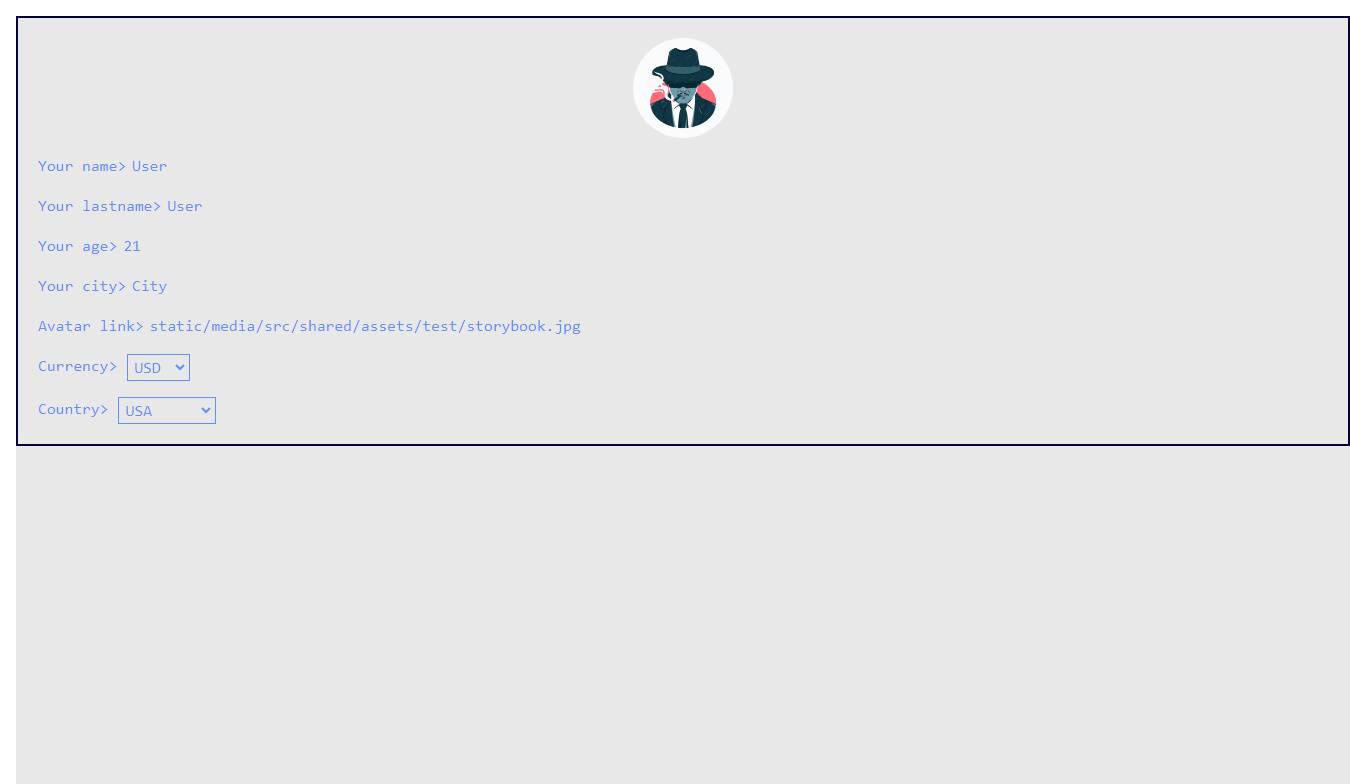 Your name> User
Your lastname> User
Your age> 21
Your city> City
Avatar link> static/media/src/shared/assets/test/storybook.jpg
Currency> USD
Country> USA